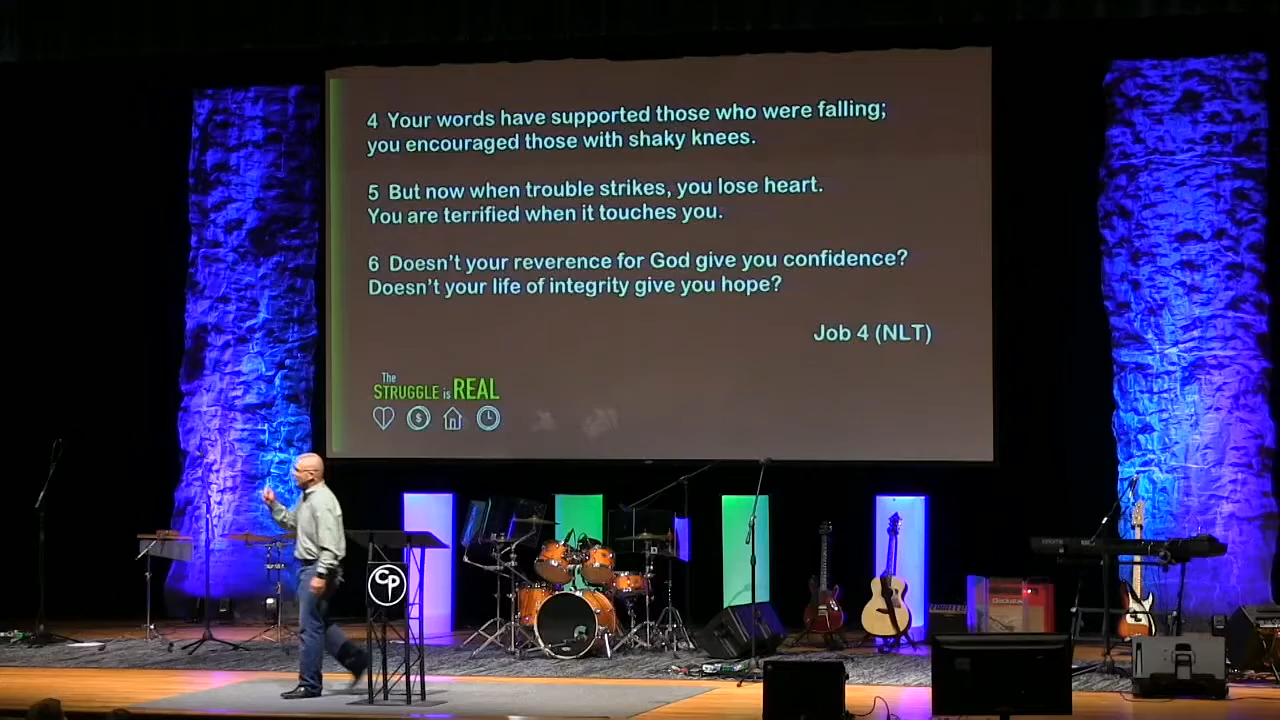 4 Your words have supported those who were falling;
you encouraged those with shaky knees.
5 But now when trouble strikes, you lose heart.
You are terrified when it touches you.
6 Doesn't your reverence for God give you confidence?
Doesn't your life of integrity give you hope?
Job 4 (NLT)
The
STRUGGLE is REAL
$
CP